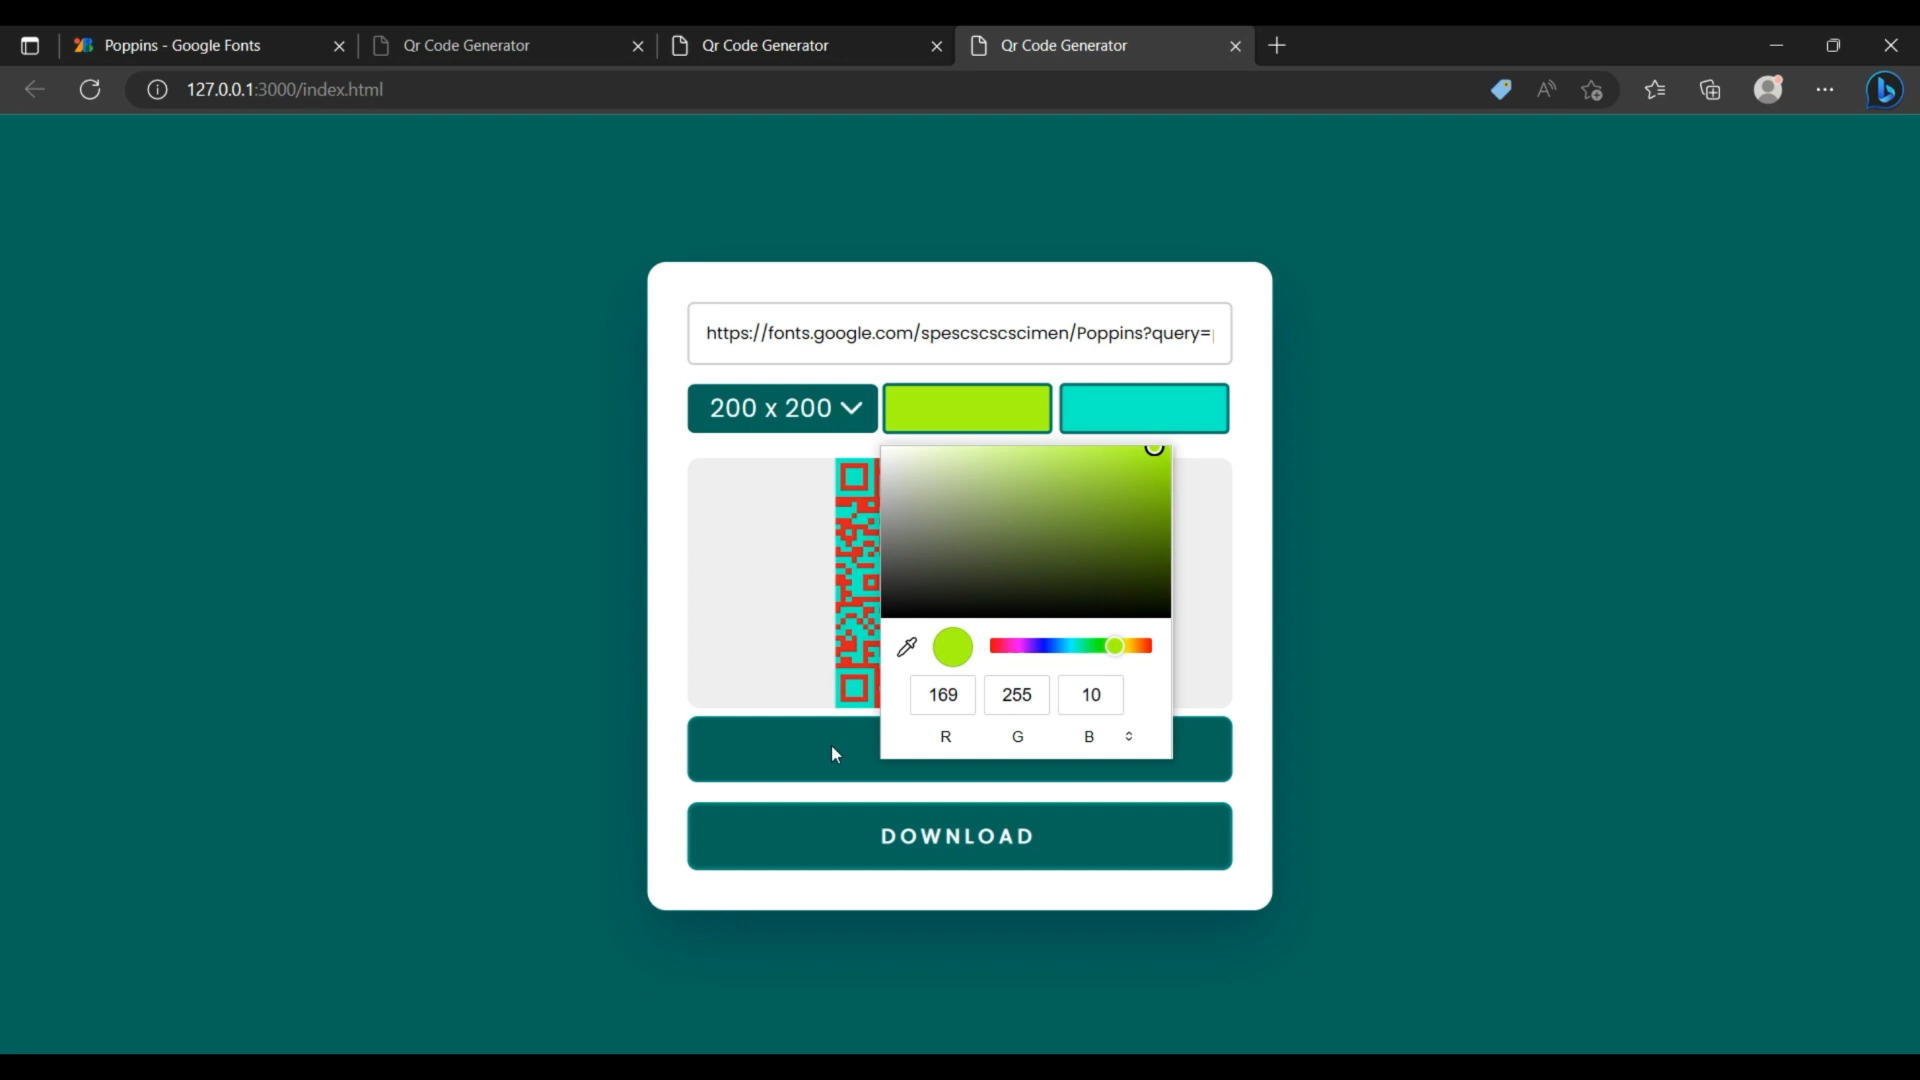 Poppins - Google Fonts
Qr Code Generator
Qr Code Generator
Qr Code Generator
127.0.0.1:3000/index.html
https://fonts.google.com/spescscscscimen/Poppins?query=
200 x 200
169 255 10
R G B
DOWNLOAD